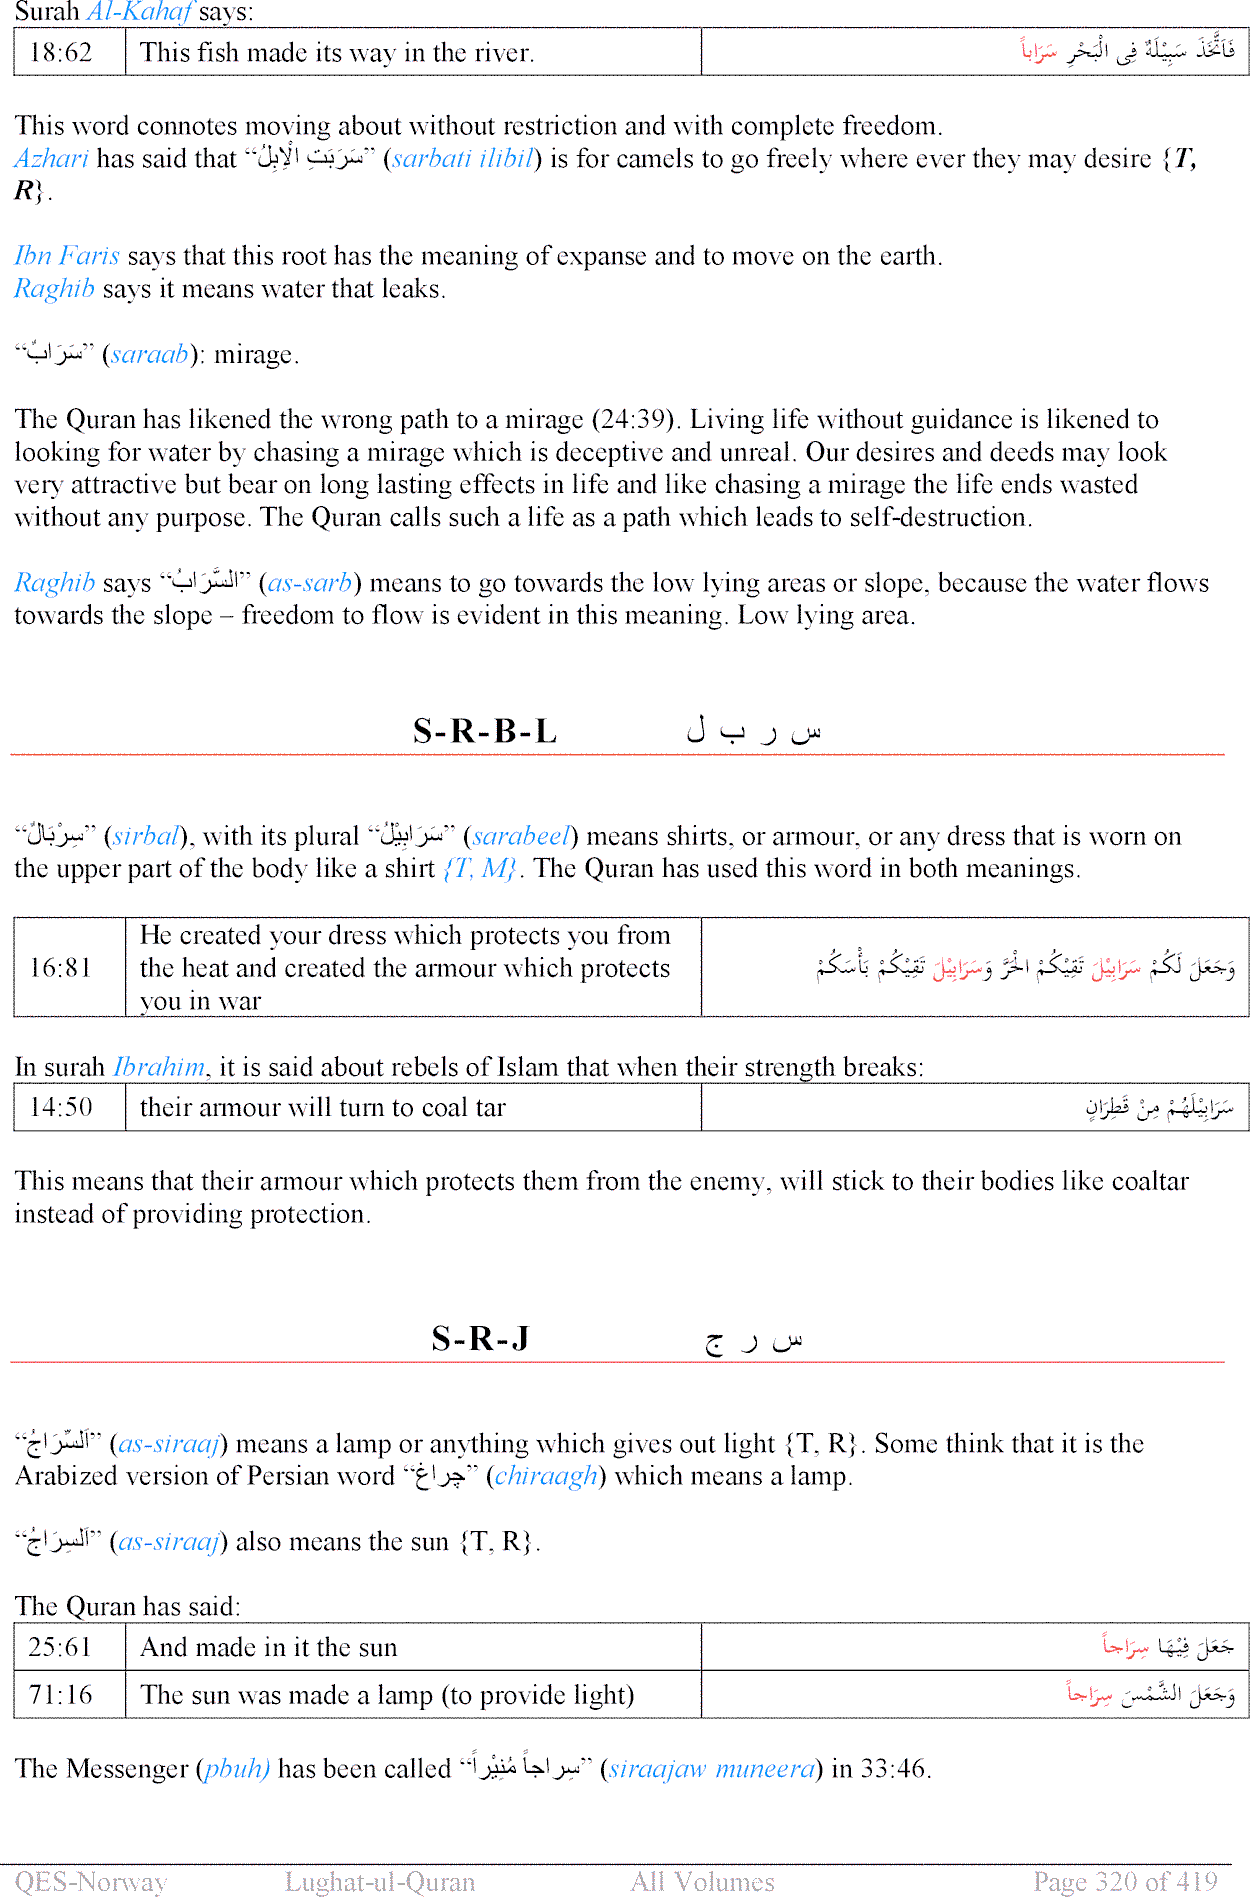 Surah Al-Kahaf says:
18:62 This fish made its way in the river. فَاَتَّخَذَ سَبِيْلَهٗ فِى الْبَحْرِ سَرَاباً
This word connotes moving about without restriction and with complete freedom.
Azhari has said that “سَرَبَتِ الْاِبِلُ” (sarbati ilibil) is for camels to go freely where ever they may desire {T,
R}.
Ibn Faris says that this root has the meaning of expanse and to move on the earth.
Raghib says it means water that leaks.
“سَرَابٌ” (saraab): mirage.
The Quran has likened the wrong path to a mirage (24:39). Living life without guidance is likened to
looking for water by chasing a mirage which is deceptive and unreal. Our desires and deeds may look
very attractive but bear on long lasting effects in life and like chasing a mirage the life ends wasted
without any purpose. The Quran calls such a life as a path which leads to self-destruction.
Raghib says “السَّرَابُ” (as-sarb) means to go towards the low lying areas or slope, because the water flows
towards the slope – freedom to flow is evident in this meaning. Low lying area.
S-R-B-L س ر ب ل
“سِرْبَالٌ” (sirbal), with its plural “سَرَابِيْلُ” (sarabeel) means shirts, or armour, or any dress that is worn on
the upper part of the body like a shirt {T, M}. The Quran has used this word in both meanings.
16:81 He created your dress which protects you from
the heat and created the armour which protects
you in war
وَجَعَلَ لَكُمْ سَرَابِيْلَ تَقِيْكُمْ الْحَرَّ وَسَرَابِيْلَ تَقِيْكُمْ بَأْسَكُمْ
In surah Ibrahim, it is said about rebels of Islam that when their strength breaks:
14:50 their armour will turn to coal tar سَرَابِيْلَهُمْ مِنْ قَطِرَانٍ
This means that their armour which protects them from the enemy, will stick to their bodies like coaltar
instead of providing protection.
S-R-J س ر ج
“اَلسِّرَاجُ” (as-siraaj) means a lamp or anything which gives out light {T, R}. Some think that it is the
Arabized version of Persian word “چراغ” (chiraagh) which means a lamp.
“اَلسِرَاجُ” (as-siraaj) also means the sun {T, R}.
The Quran has said:
25:61 And made in it the sun جَعَلَ فِيْهَا سِرَاجاً
71:16 The sun was made a lamp (to provide light) وَجَعَلَ الشَّمْسَ سِرَاجاً
The Messenger (pbuh) has been called “سِراجاً مُنِيْراً” (siraajaw muneera) in 33:46.
QES-Norway Lughat-ul-Quran All Volumes Page 320 of 419